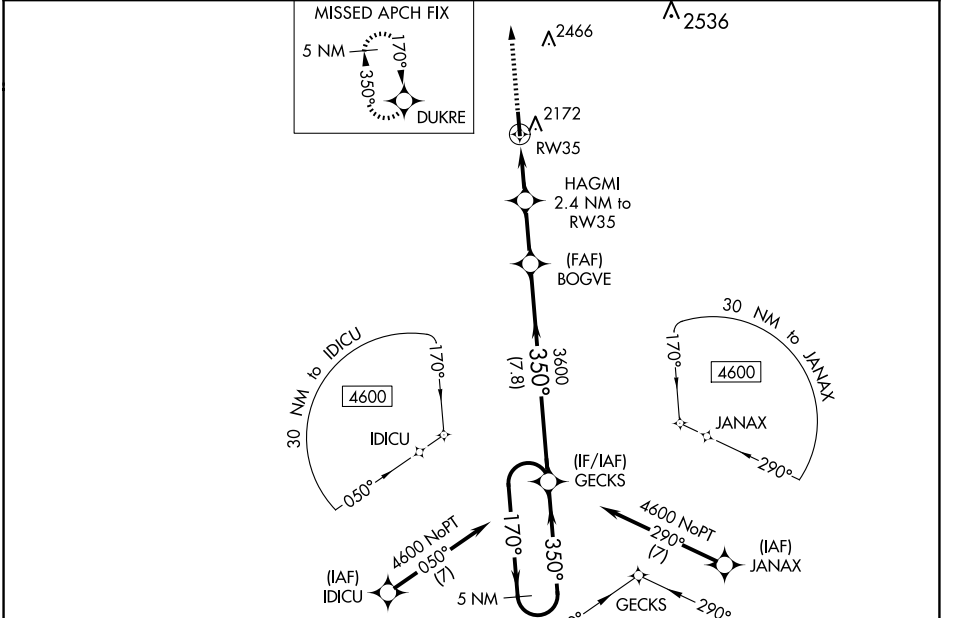 MISSED APCH FIX
5 NM
170°
350°
DUKRE
2466
2536
2172
RW35
HAGMI
2.4 NM to
RW35
(FAF)
BOGVE
30 NM to IDICU
170°
4600
IDICU
050°
3600
350°
(7.8)
30 NM to JANAX
170°
4600
JANAX
290°
(IF/IAF)
GECKS
170°
350°
5 NM
4600 NoPT
050°
(7)
(IAF)
IDICU
4600 NoPT
290°
(7)
(IAF)
JANAX
GECKS
290°